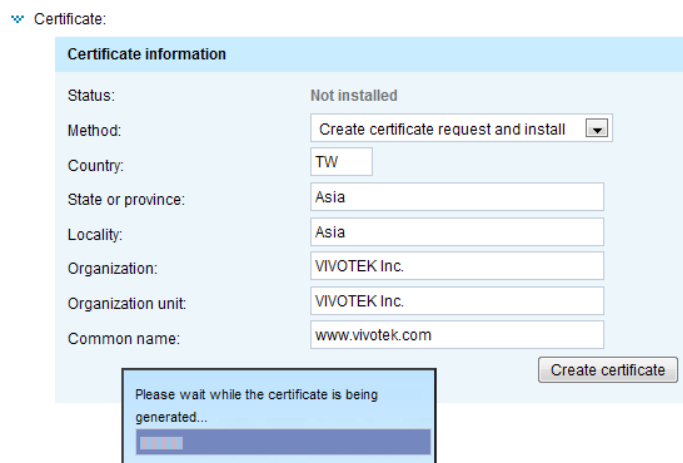 Certificate:
Certificate information
Status: Not installed
Method: Create certificate request and install
Country: TW
State or province: Asia
Locality: Asia
Organization: VIVOTEK Inc.
Organization unit: VIVOTEK Inc.
Common name: www.vivotek.com
Create certificate
Please wait while the certificate is being
generated...